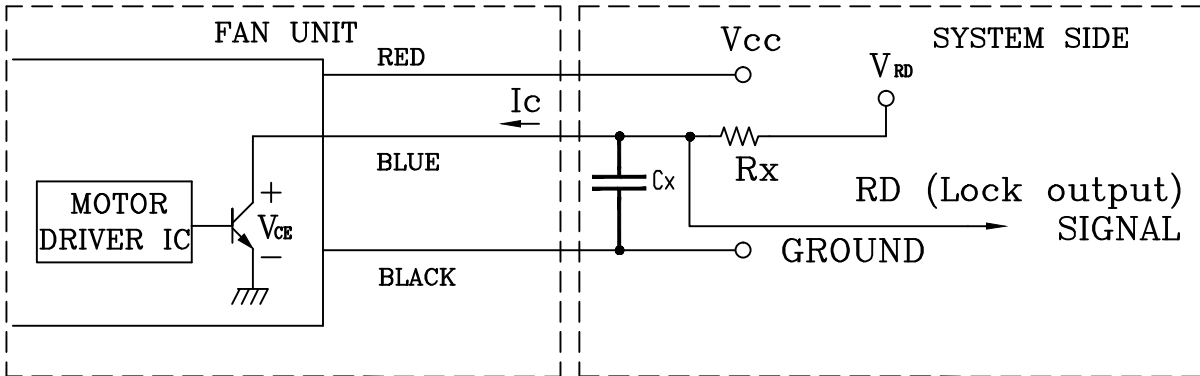 FAN UNIT
SYSTEM SIDE
RED
Vcc
VRD
Ic
BLUE
Cx
Rx
MOTOR
DRIVER IC
+
VCE
−
RD (Lock output)
SIGNAL
GROUND
BLACK